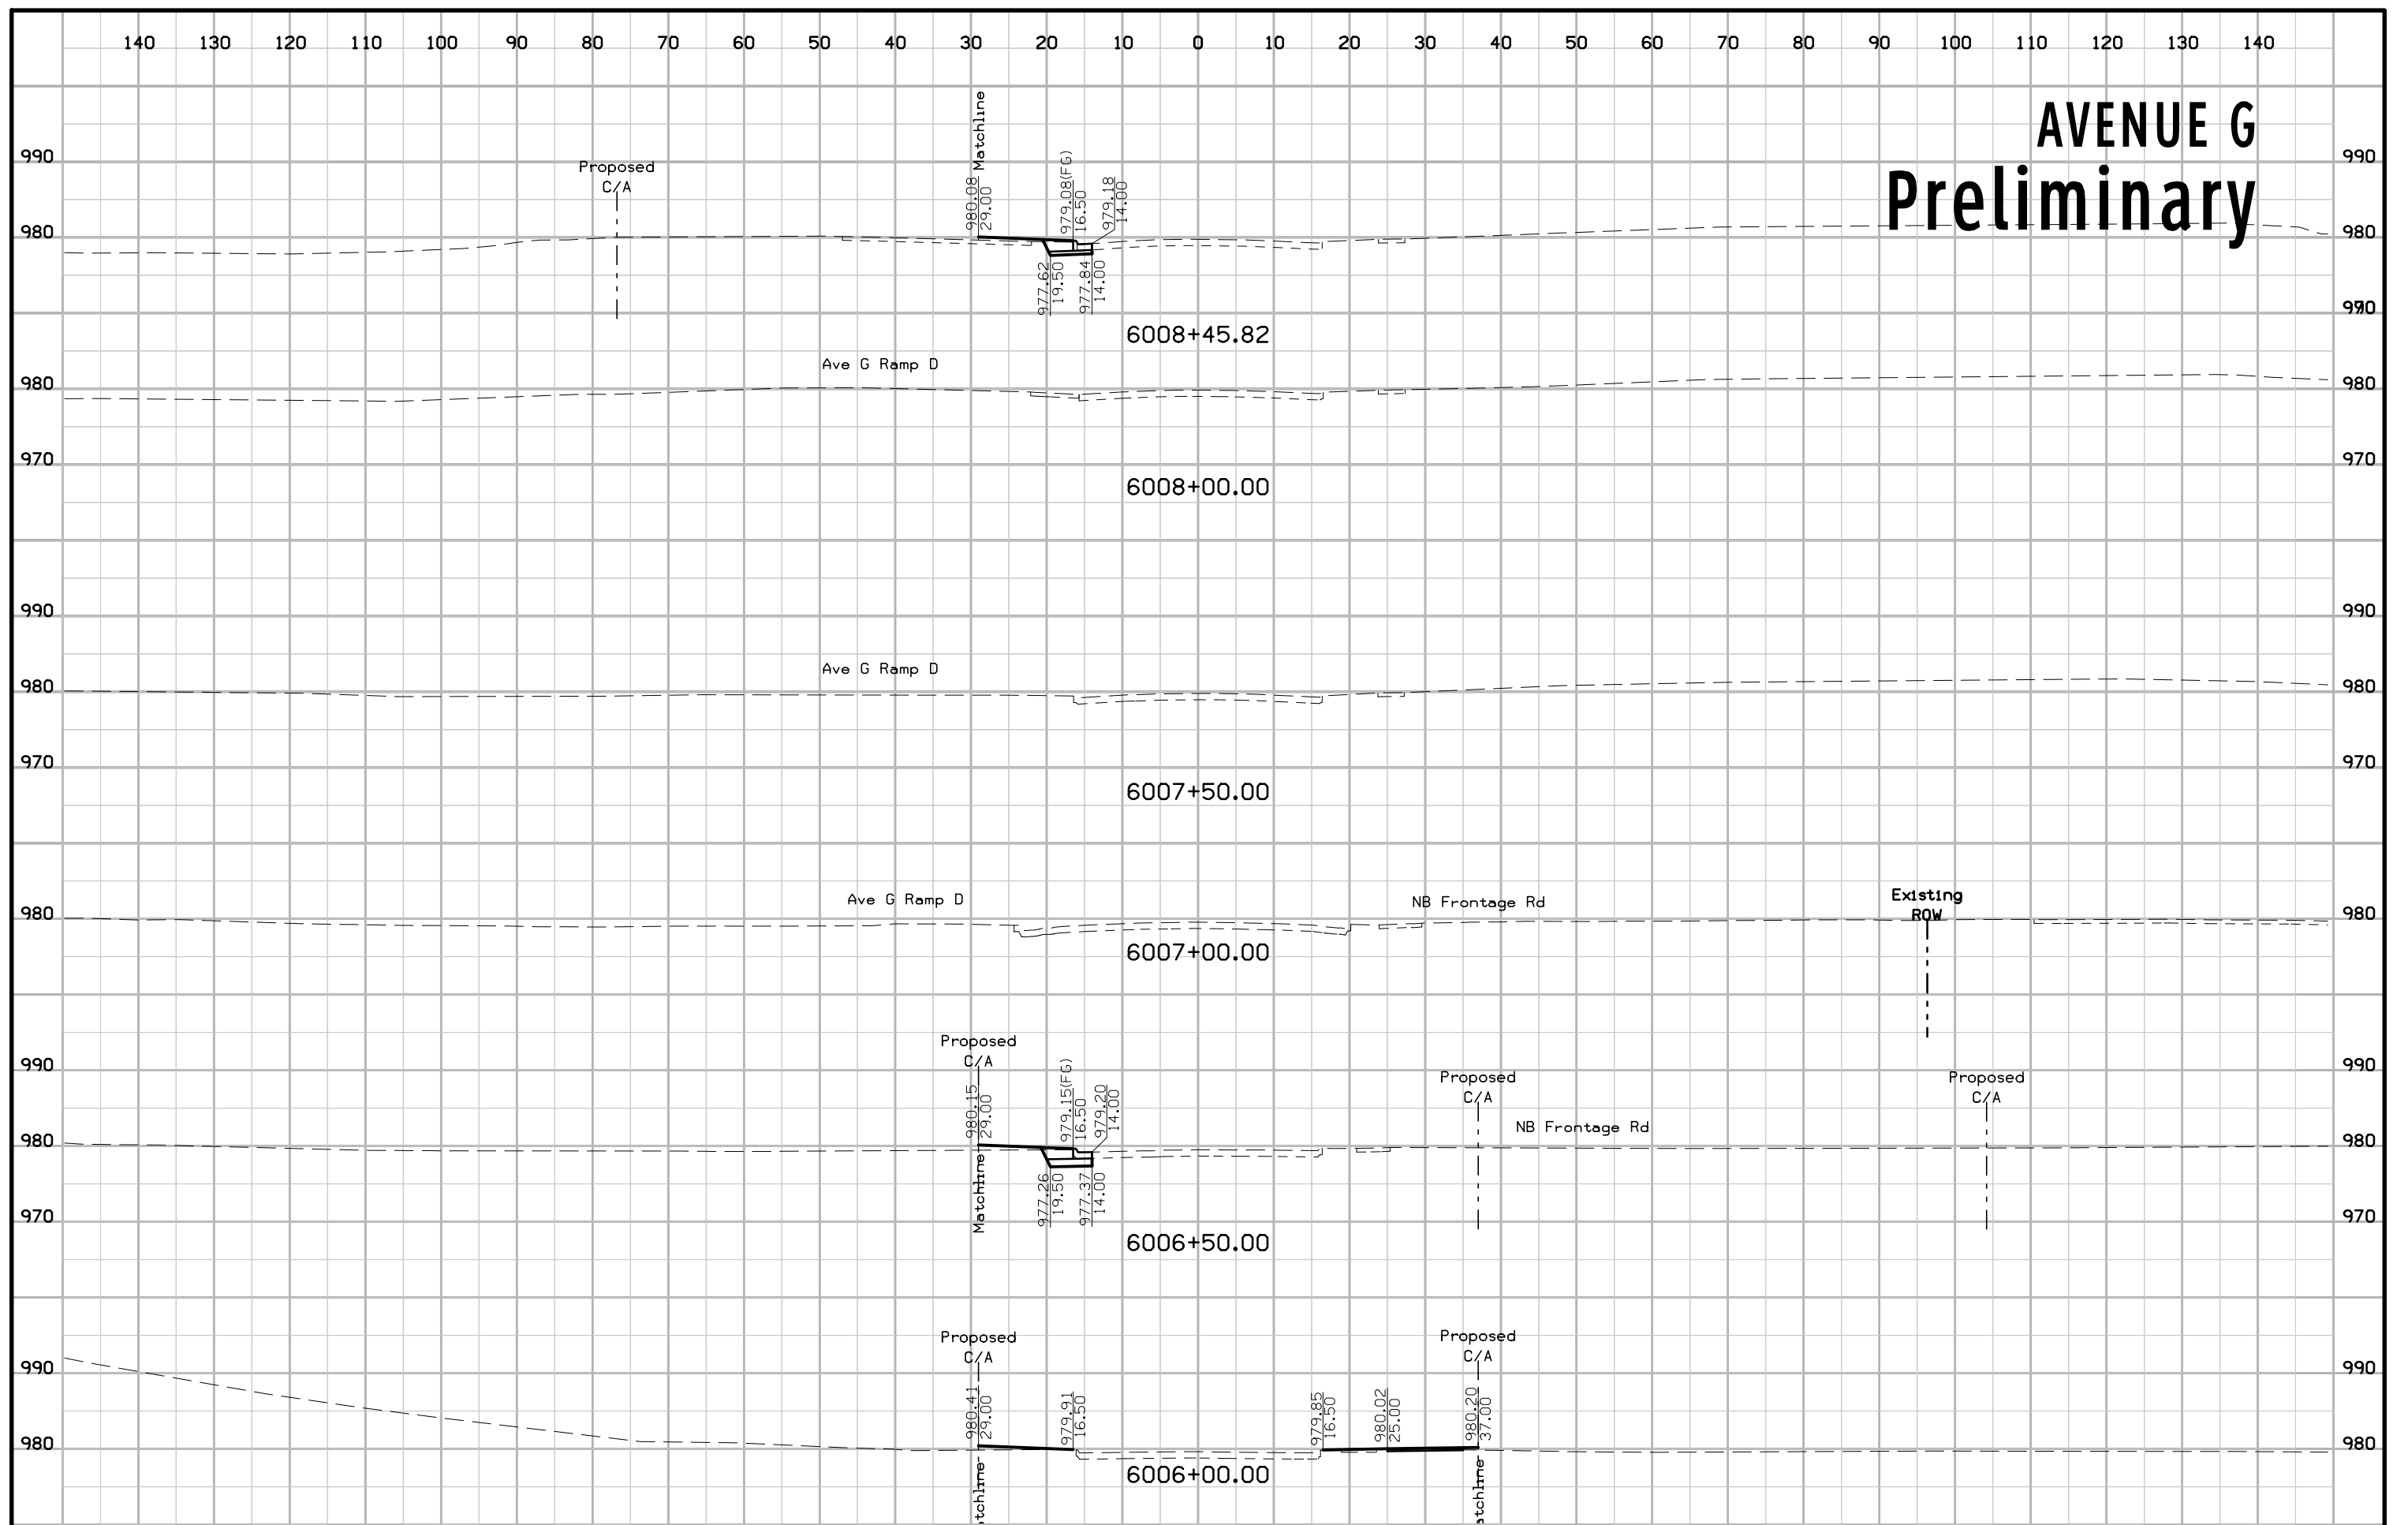 140 130 120 110 100 90 80 70 60 50 40 30 20 10 0 10 20 30 40 50 60 70 80 90 100 110 120 130 140
AVENUE G
Preliminary
990 990
Matchline
Proposed
C/A
980.08
29.00
979.08(FG)
16.50
979.18
14.00
980 980
977.62
19.50
977.84
14.00
990
6008+45.82
Ave G Ramp D
980 980
970 970
6008+00.00
990 990
Ave G Ramp D
980 980
970 970
6007+50.00
Ave G Ramp D
NB Frontage Rd
Existing
ROW
980 980
6007+00.00
Proposed
C/A
990 990
980.15
29.00
979.15(FG)
16.50
979.20
14.00
Proposed
C/A
Proposed
C/A
NB Frontage Rd
980 980
Matchline
977.26
19.50
977.37
14.00
970 970
6006+50.00
Proposed
C/A
Proposed
C/A
990 990
980.41
29.00
979.91
16.50
979.85
16.50
980.02
25.00
980.20
37.00
980 980
6006+00.00
tchline
atchline